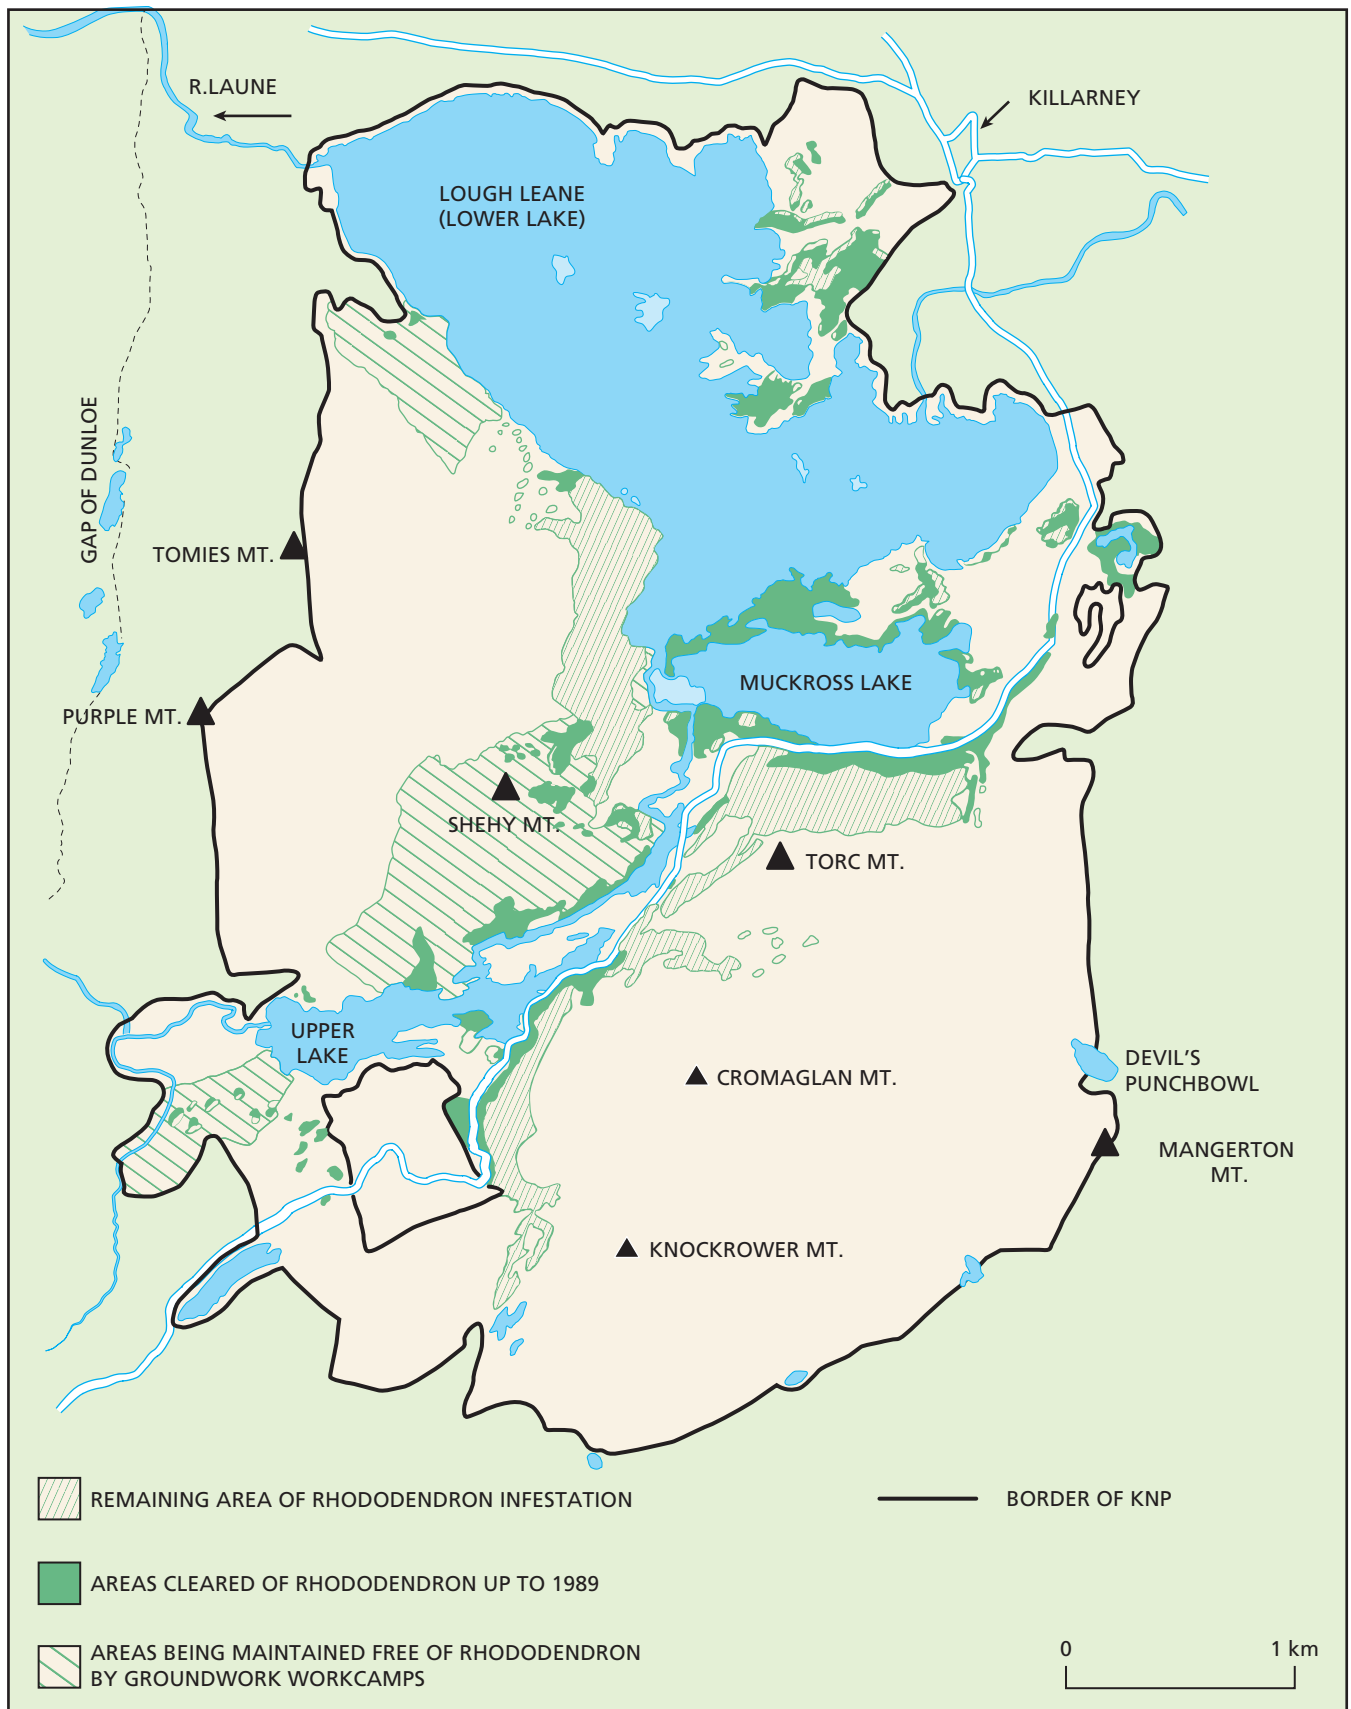 R.LAUNE
KILLARNEY
LOUGH LEANE
(LOWER LAKE)
GAP OF DUNLOE
TOMIES MT.
MUCKROSS LAKE
PURPLE MT.
SHEHY MT.
TORC MT.
UPPER
LAKE
DEVIL'S
PUNCHBOWL
CROMAGLAN MT.
MANGERTON
MT.
KNOCKROWER MT.
REMAINING AREA OF RHODODENDRON INFESTATION
BORDER OF KNP
AREAS CLEARED OF RHODODENDRON UP TO 1989
AREAS BEING MAINTAINED FREE OF RHODODENDRON
BY GROUNDWORK WORKCAMPS
0 1 km